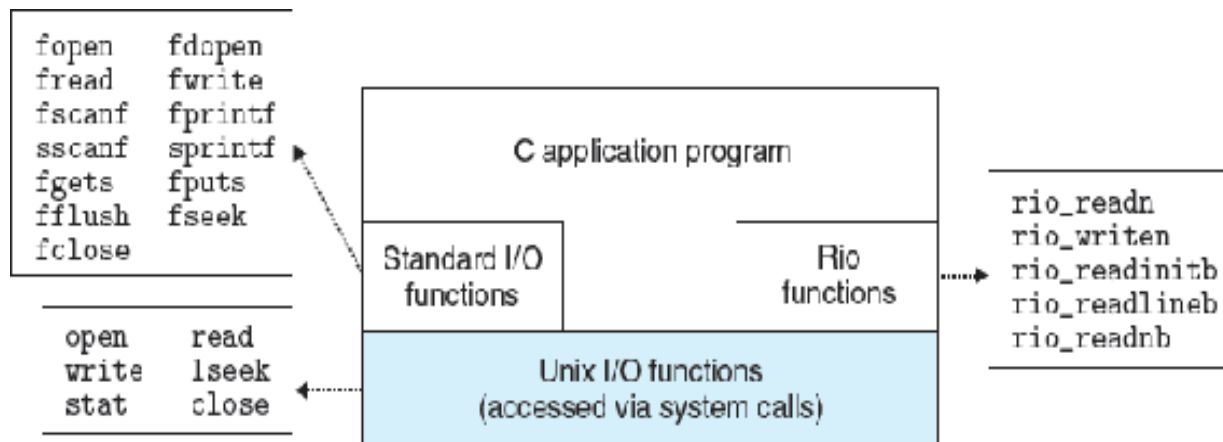 fopen fdopen
fread fwrite
fscanf fprintf
sscanf sprintf
fgets fputs
fflush fseek
fclose
open read
write lseek
stat close
C application program
Standard I/O
functions
Rio
functions
Unix I/O functions
(accessed via system calls)
rio_readn
rio_writen
rio_readinitb
rio_readlineb
rio_readnb